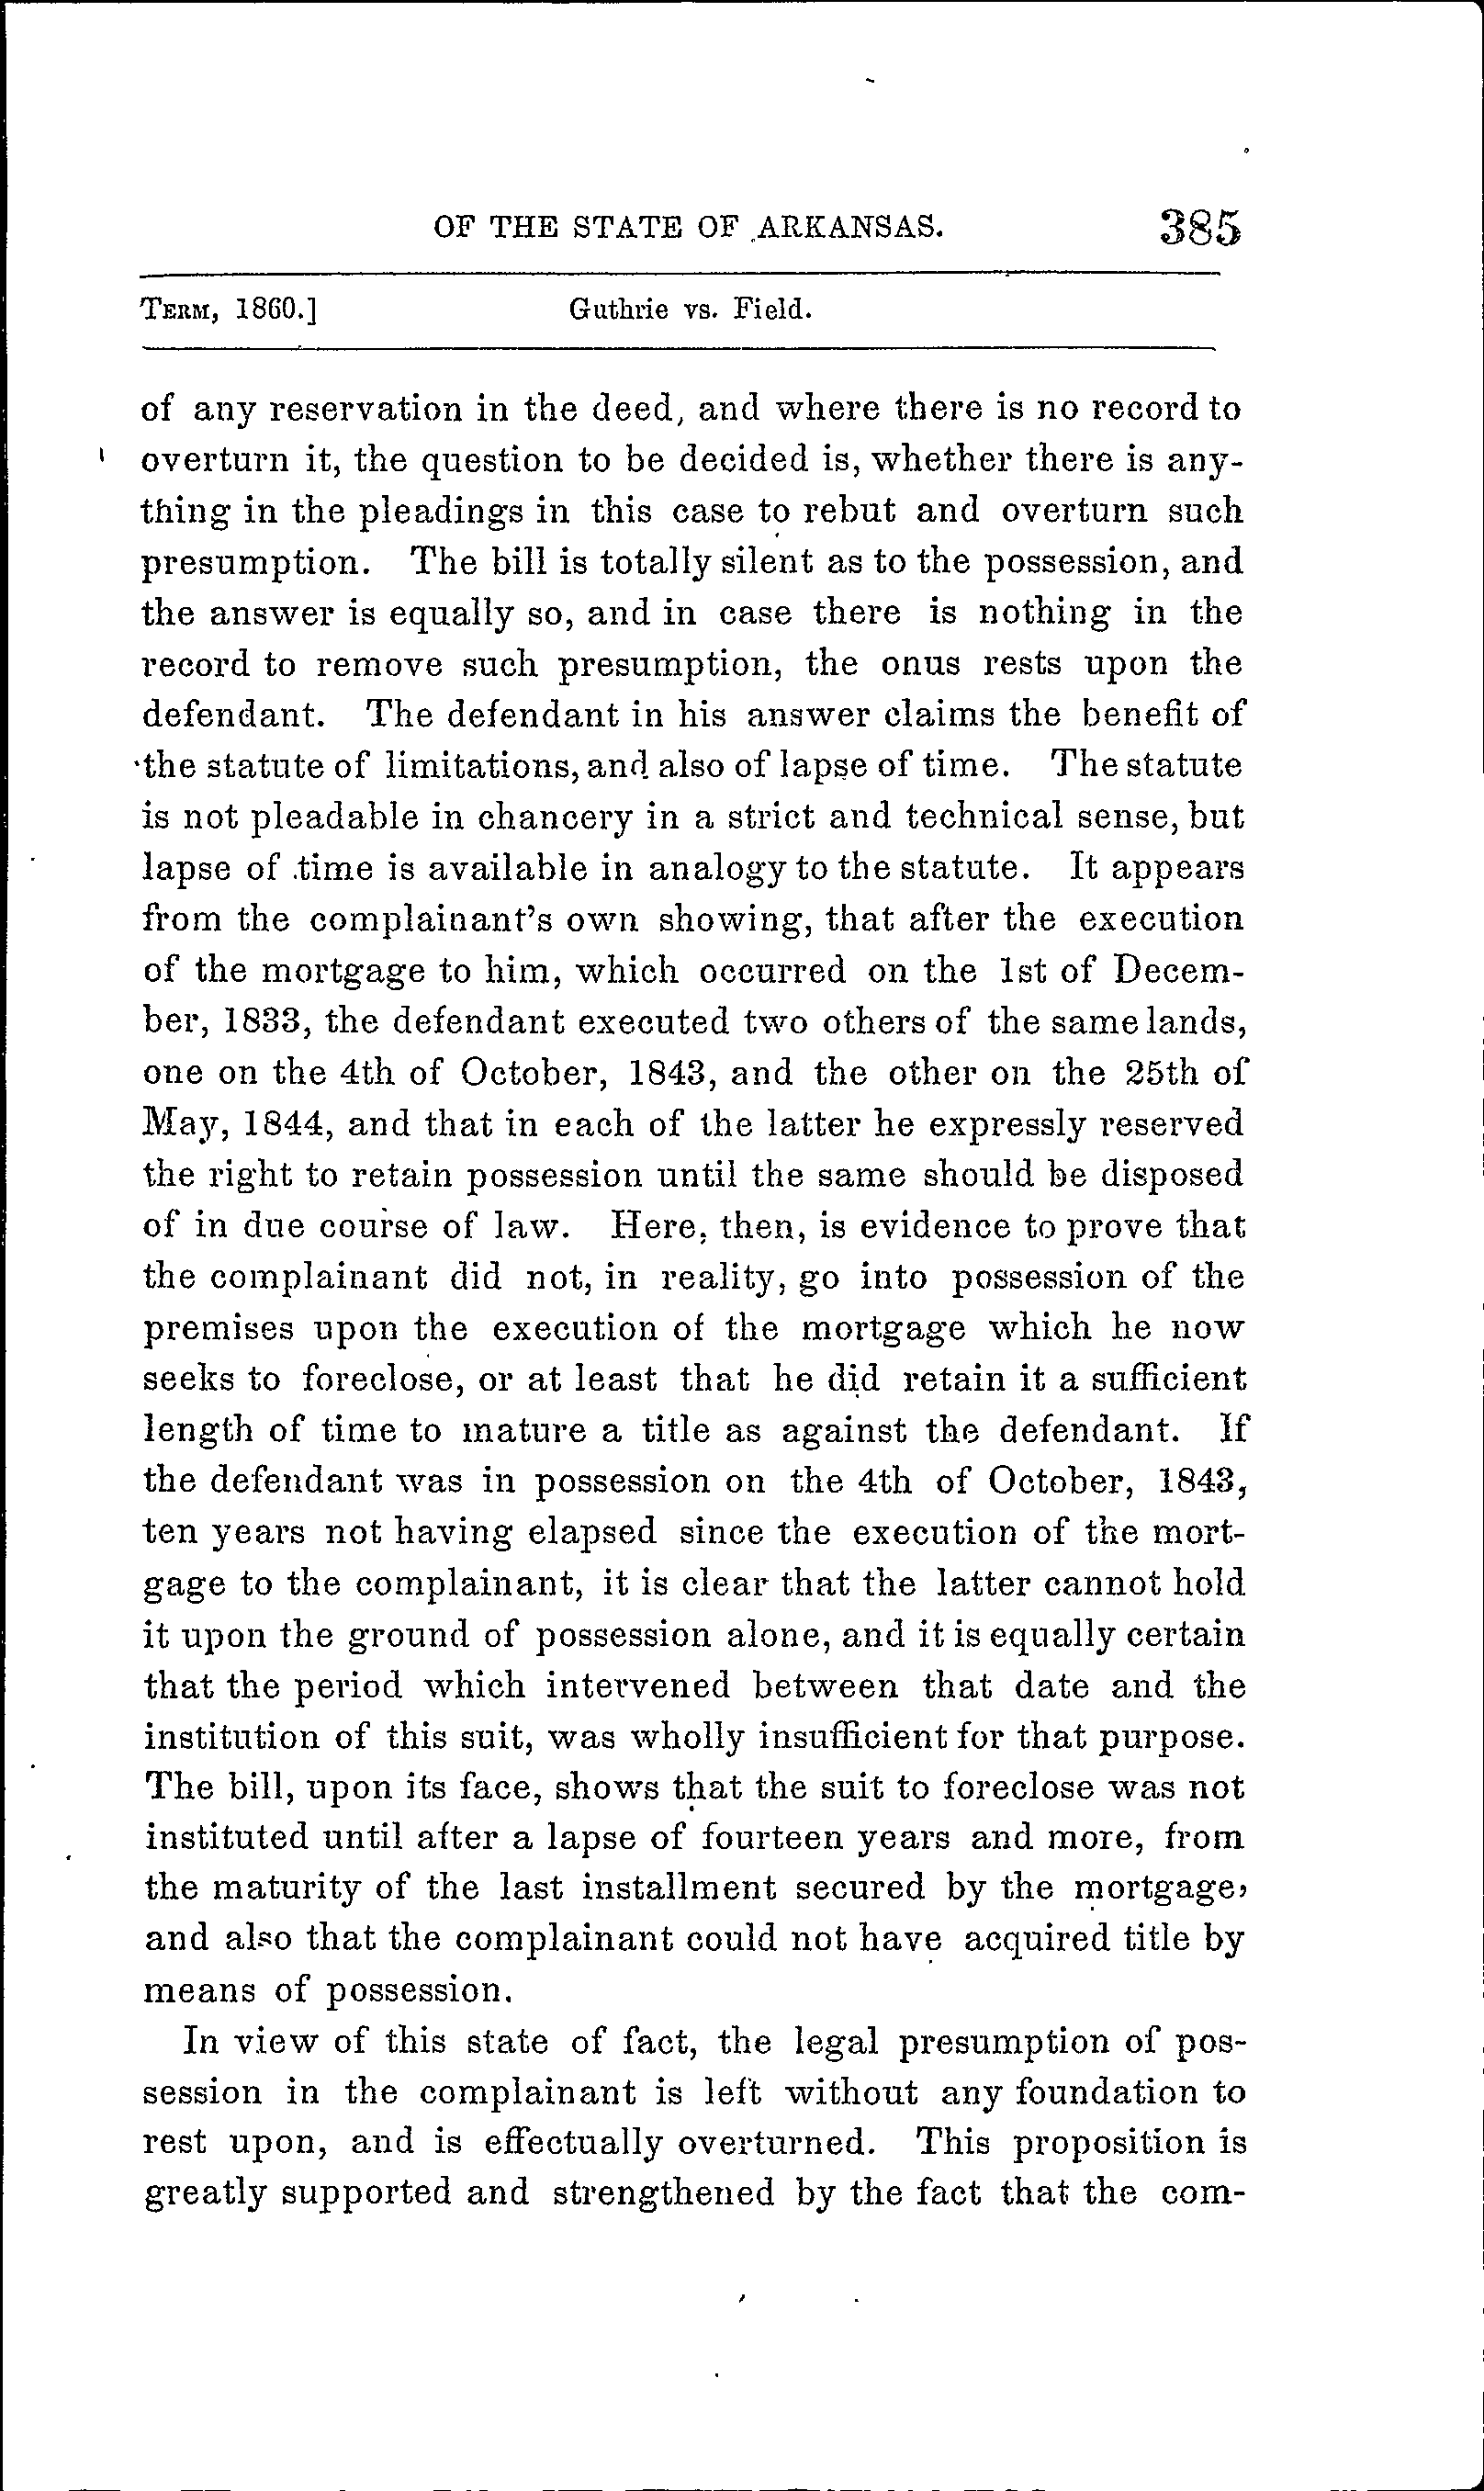 OF THE STATE OF ARKANSAS. 385
TERM, 1860.] Guthrie vs. Field.
of any reservation in the deed, and where there is no record to
overturn it, the question to be decided is, whether there is any-
thing in the pleadings in this case to rebut and overturn such
presumption. The bill is totally silent as to the possession, and
the answer is equally so, and in case there is nothing in the
record to remove such presumption, the onus rests upon the
defendant. The defendant in his answer claims the benefit of
the statute of limitations, and also of lapse of time. The statute
is not pleadable in chancery in a strict and technical sense, but
lapse of time is available in analogy to the statute. It appears
from the complainant's own showing, that after the execution
of the mortgage to him, which occurred on the 1st of Decem-
ber, 1833, the defendant executed two others of the same lands,
one on the 4th of October, 1843, and the other on the 25th of
May, 1844, and that in each of the latter he expressly reserved
the right to retain possession until the same should be disposed
of in due course of law. Here, then, is evidence to prove that
the complainant did not, in reality, go into possession of the
premises upon the execution of the mortgage which he now
seeks to foreclose, or at least that he did retain it a sufficient
length of time to mature a title as against the defendant. If
the defendant was in possession on the 4th of October, 1843,
ten years not having elapsed since the execution of the mort-
gage to the complainant, it is clear that the latter cannot hold
it upon the ground of possession alone, and it is equally certain
that the period which intervened between that date and the
institution of this suit, was wholly insufficient for that purpose.
The bill, upon its face, shows that the suit to foreclose was not
instituted until after a lapse of fourteen years and more, from
the maturity of the last installment secured by the mortgage,
and also that the complainant could not have acquired title by
means of possession.
In view of this state of fact, the legal presumption of pos-
session in the complainant is left without any foundation to
rest upon, and is effectually overturned. This proposition is
greatly supported and strengthened by the fact that the com-